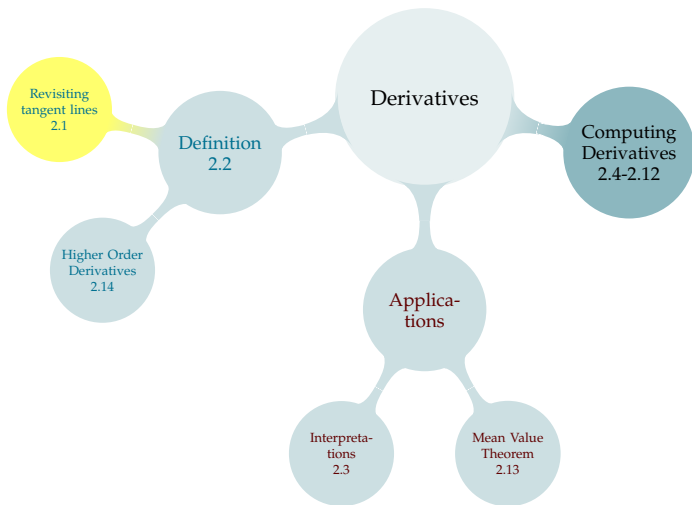 Derivatives
Revisiting
tangent lines
2.1
Definition
2.2
Computing
Derivatives
2.4-2.12
Higher Order
Derivatives
2.14
Applica-
tions
Interpreta-
tions
2.3
Mean Value
Theorem
2.13